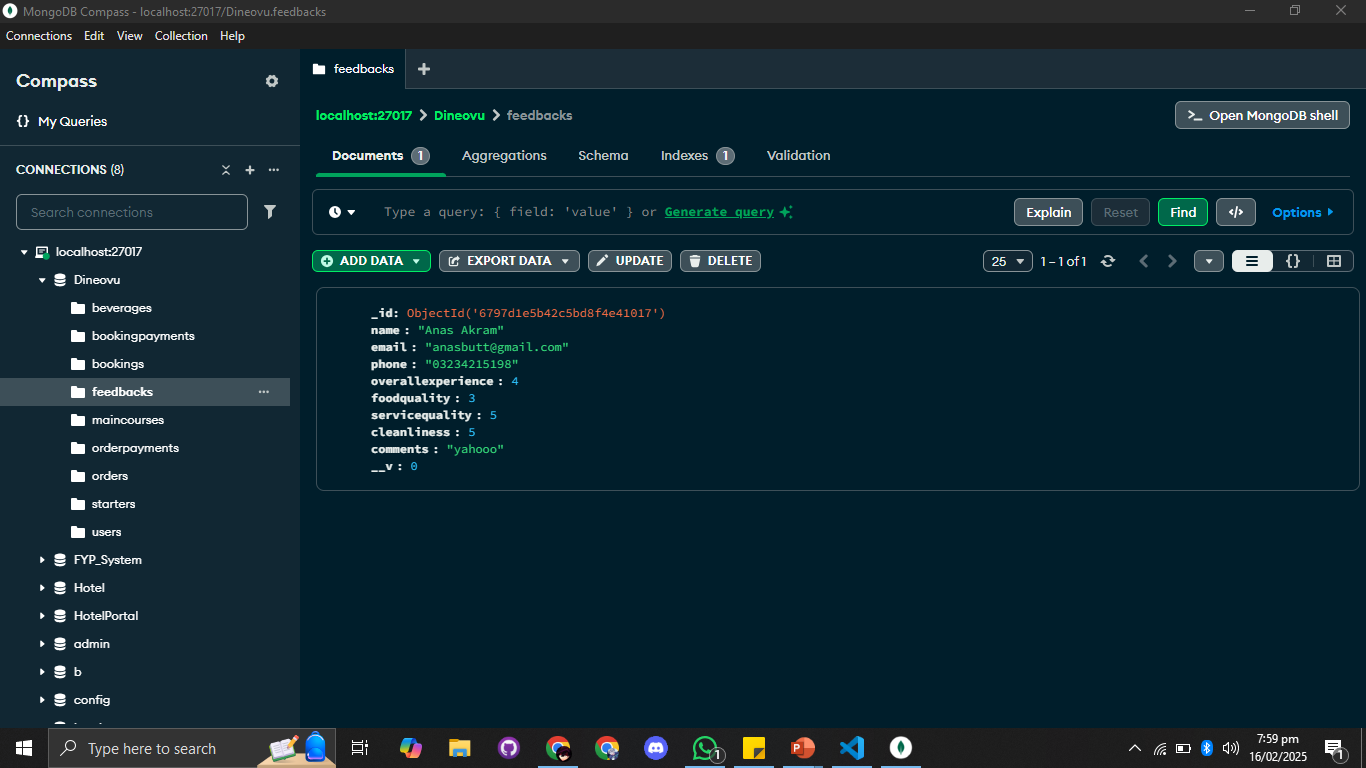 MongoDB Compass - localhost:27017/Dineovu.feedbacks
Connections Edit View Collection Help
Compass
{} My Queries
CONNECTIONS (8)
Search connections
localhost:27017
Dineovu
beverages
bookingpayments
bookings
feedbacks
maincourses
orderpayments
orders
starters
users
FYP_System
Hotel
HotelPortal
admin
b
config
feedbacks
localhost:27017 > Dineovu > feedbacks
>_ Open MongoDB shell
Documents 1 Aggregations Schema Indexes 1 Validation
Type a query: { field: 'value' } or Generate query
Explain Reset Find </> Options
ADD DATA EXPORT DATA UPDATE DELETE
25 1 – 1 of 1 {}
_id: ObjectId('6797d1e5b42c5bd8f4e41017')
name : "Anas Akram"
email : "anasbutt@gmail.com"
phone : "03234215198"
overallexperience : 4
foodquality : 3
servicequality : 5
cleanliness : 5
comments : "yahooo"
__v : 0
Type here to search
1
7:59 pm
16/02/2025
1